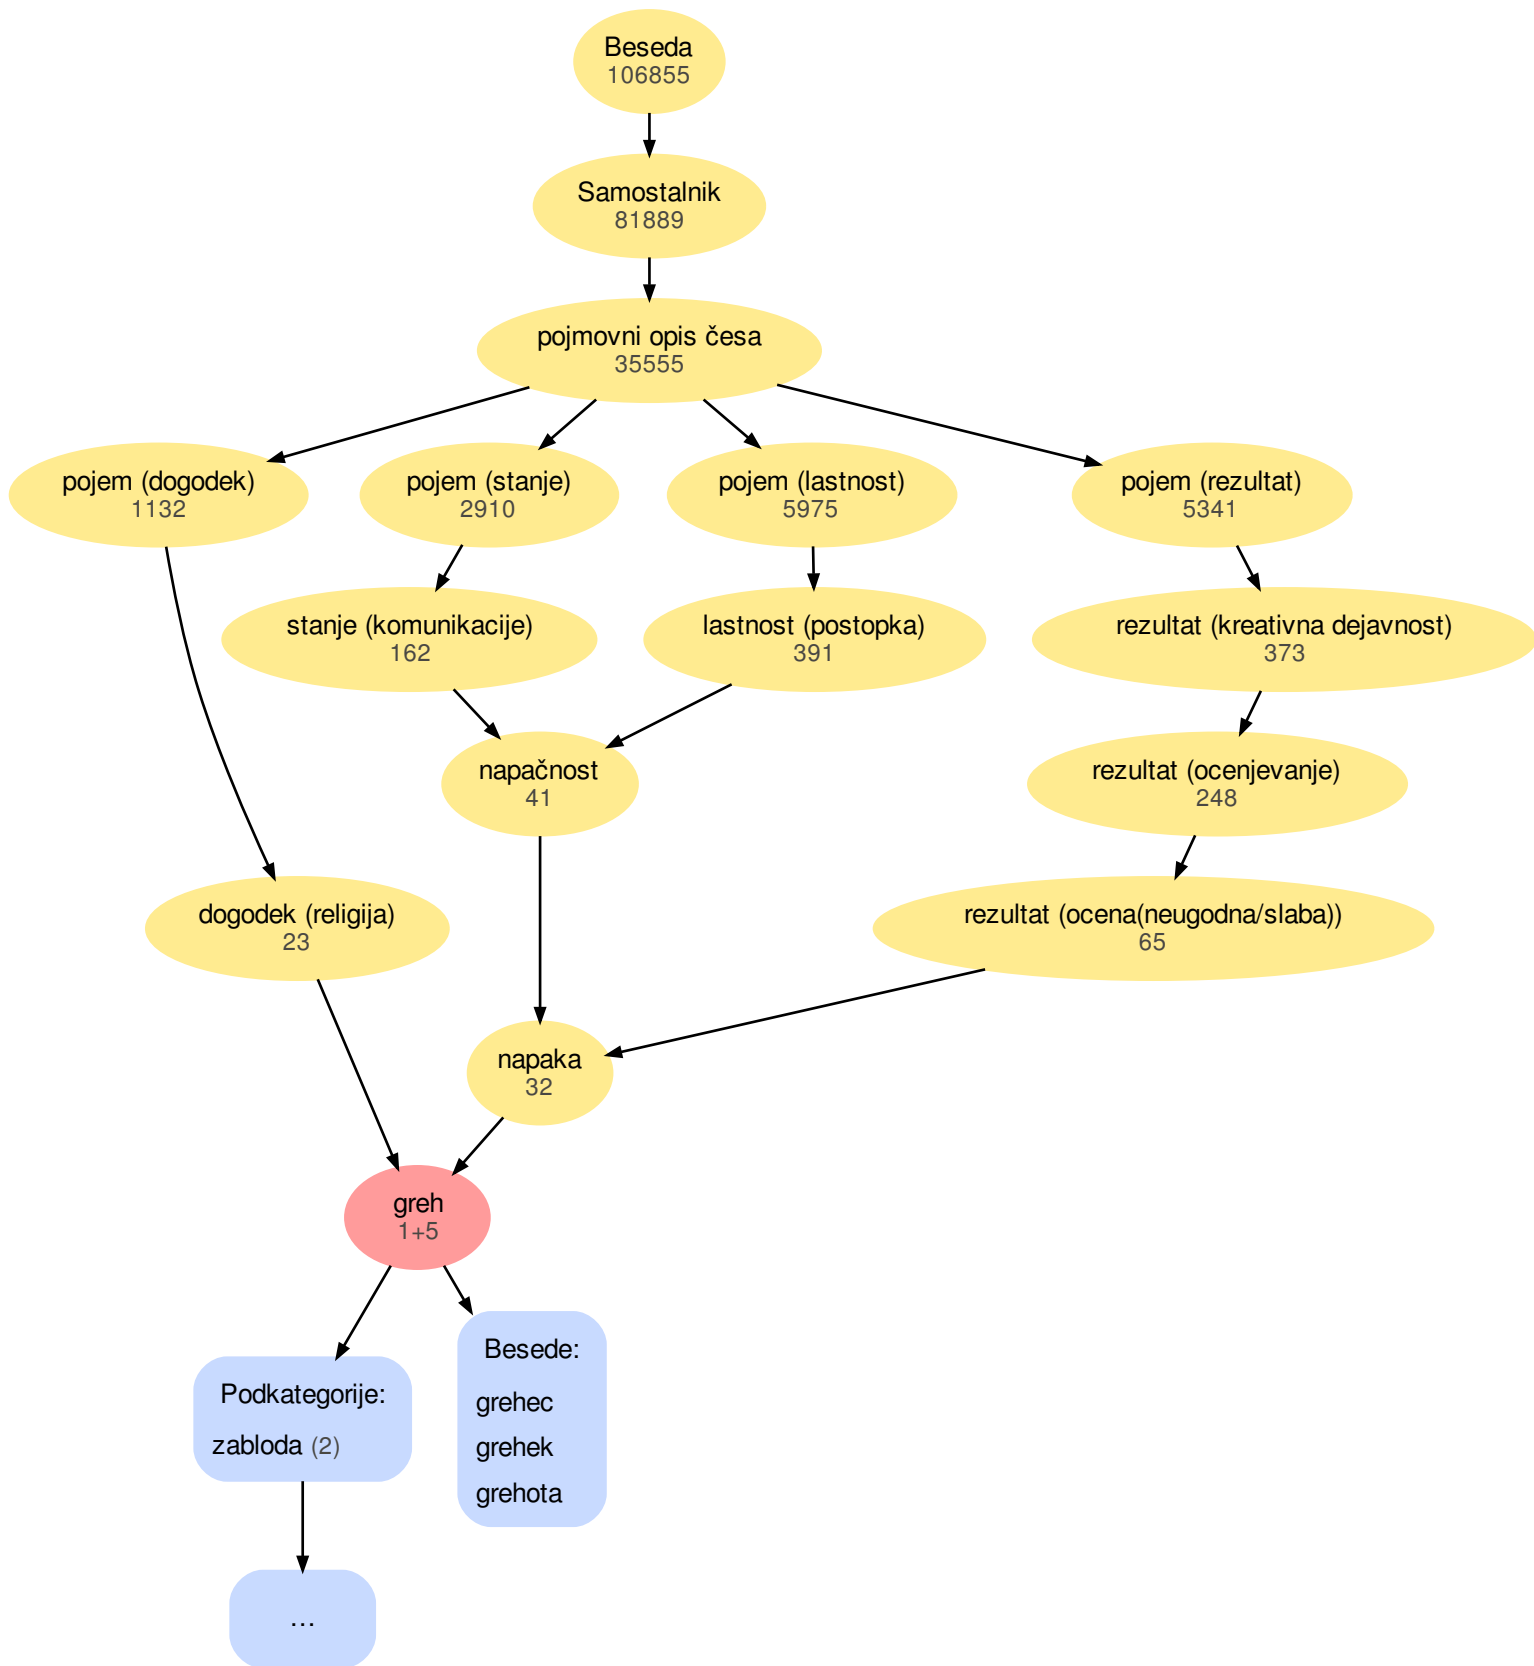 Beseda
106855
Samostalnik
81889
pojmovni opis česa
35555
pojem (dogodek)
1132
pojem (stanje)
2910
pojem (lastnost)
5975
pojem (rezultat)
5341
stanje (komunikacije)
162
lastnost (postopka)
391
rezultat (kreativna dejavnost)
373
napačnost
41
rezultat (ocenjevanje)
248
dogodek (religija)
23
rezultat (ocena(neugodna/slaba))
65
napaka
32
greh
1+5
Podkategorije:
zabloda (2)
Besede:
grehec
grehek
grehota
...